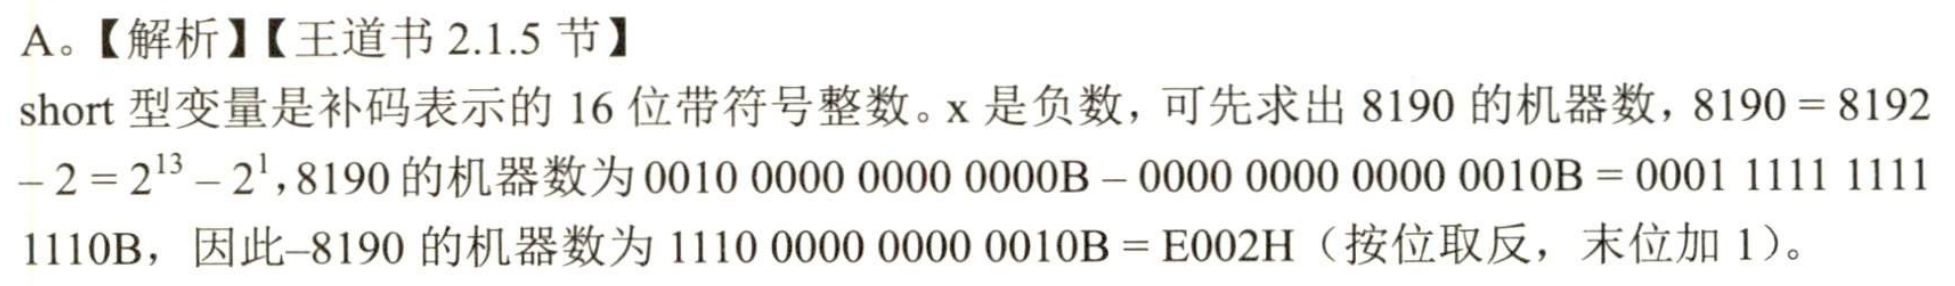 A。【解析】【王道书 2.1.5 节】
short 型变量是补码表示的 16 位带符号整数。x 是负数，可先求出 8190 的机器数，8190 = 8192
– 2 = 2¹³ – 2¹，8190 的机器数为 0010 0000 0000 0000B – 0000 0000 0000 0010B = 0001 1111 1111
1110B，因此–8190 的机器数为 1110 0000 0000 0010B = E002H（按位取反，末位加 1）。